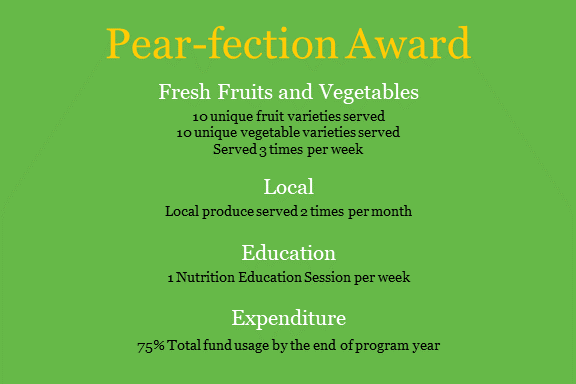 Pear-fection Award
Fresh Fruits and Vegetables
10 unique fruit varieties served
10 unique vegetable varieties served
Served 3 times per week
Local
Local produce served 2 times per month
Education
1 Nutrition Education Session per week
Expenditure
75% Total fund usage by the end of program year